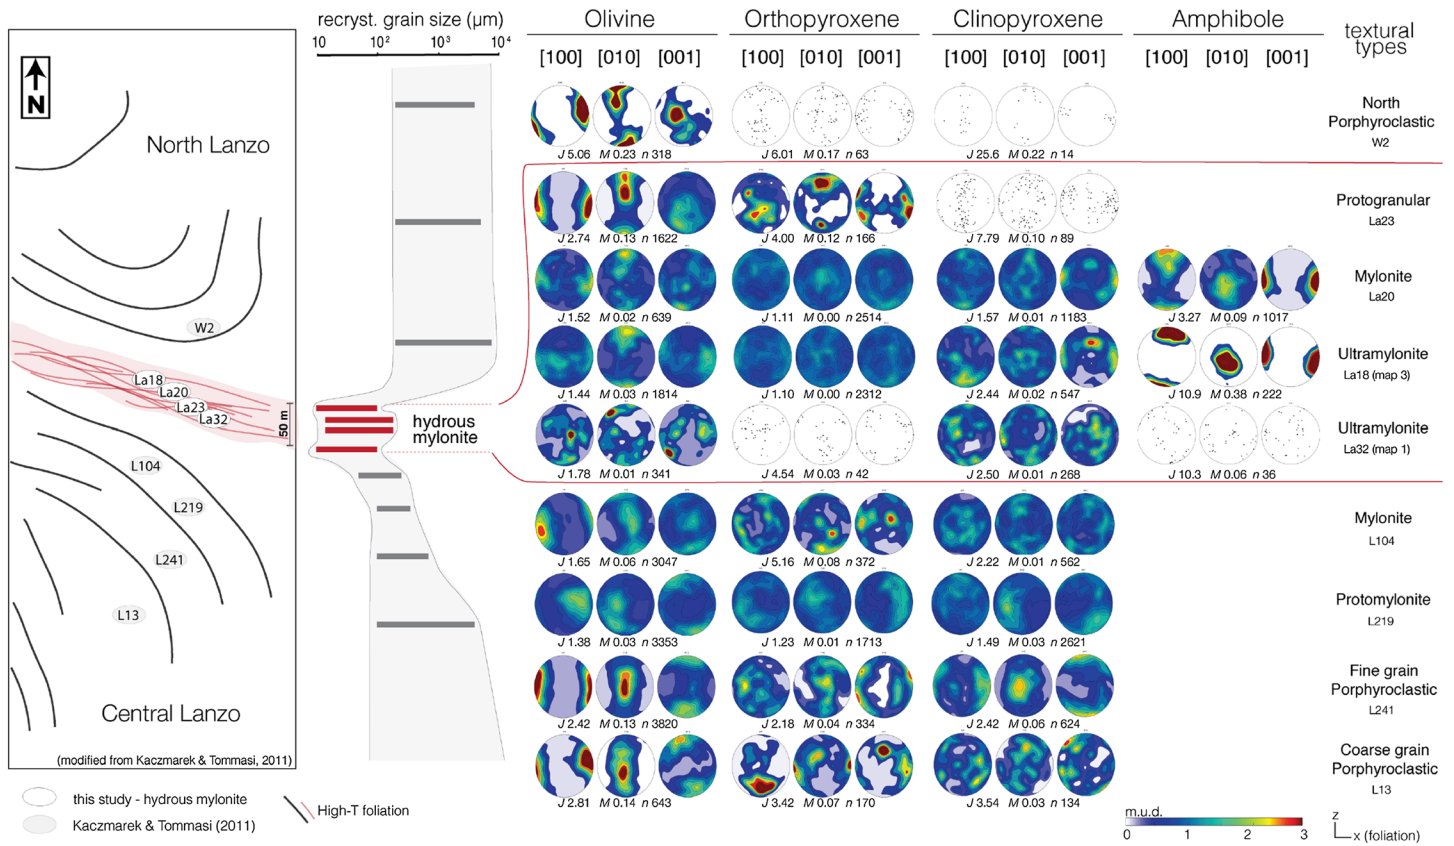 recryst. grain size (μm)
10 10² 10³ 10⁴
Olivine Orthopyroxene Clinopyroxene Amphibole
textural types
[100] [010] [001] [100] [010] [001] [100] [010] [001] [100] [010] [001]
N
North Lanzo
W2
La18
La20
La23
La32
50 m
L104
L219
L241
L13
Central Lanzo
(modified from Kaczmarek & Tommasi, 2011)
this study - hydrous mylonite
Kaczmarek & Tommasi (2011)
High-T foliation
hydrous
mylonite
North
Porphyroclastic
W2
J 5.06 M 0.23 n 318
J 6.01 M 0.17 n 63
J 25.6 M 0.22 n 14
Protogranular
La23
J 2.74 M 0.13 n 1622
J 4.00 M 0.12 n 166
J 7.79 M 0.10 n 89
Mylonite
La20
J 1.52 M 0.02 n 639
J 1.11 M 0.00 n 2514
J 1.57 M 0.01 n 1183
J 3.27 M 0.09 n 1017
Ultramylonite
La18 (map 3)
J 1.44 M 0.03 n 1814
J 1.10 M 0.00 n 2312
J 2.44 M 0.02 n 547
J 10.9 M 0.38 n 222
Ultramylonite
La32 (map 1)
J 1.78 M 0.01 n 341
J 4.54 M 0.03 n 42
J 2.50 M 0.01 n 268
J 10.3 M 0.06 n 36
Mylonite
L104
J 1.65 M 0.06 n 3047
J 5.16 M 0.08 n 372
J 2.22 M 0.01 n 562
Protomylonite
L219
J 1.38 M 0.03 n 3353
J 1.23 M 0.01 n 1713
J 1.49 M 0.03 n 2621
Fine grain
Porphyroclastic
L241
J 2.42 M 0.13 n 3820
J 2.18 M 0.04 n 334
J 2.42 M 0.06 n 624
Coarse grain
Porphyroclastic
L13
J 2.81 M 0.14 n 643
J 3.42 M 0.07 n 170
J 3.54 M 0.03 n 134
m.u.d.
0 1 2 3
z
x (foliation)